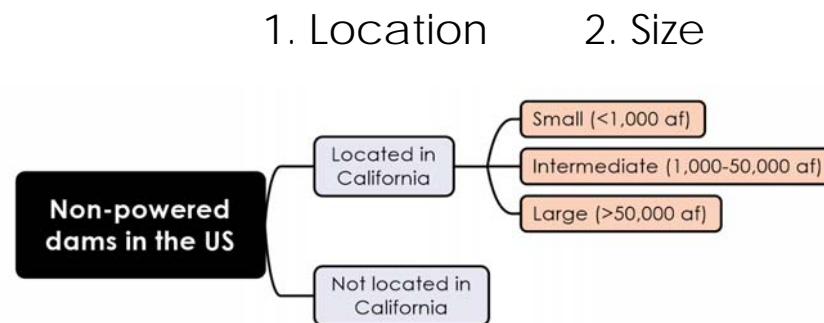 1. Location
2. Size
Non-powered
dams in the US
Located in
California
Small (<1,000 af)
Intermediate (1,000-50,000 af)
Large (>50,000 af)
Not located in
California